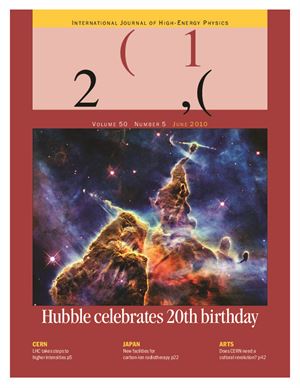 INTERNATIONAL JOURNAL OF HIGH-ENERGY PHYSICS
( 1
2 ,(
VOLUME 50 NUMBER 5 JUNE 2010
Hubble celebrates 20th birthday
CERN
LHC takes steps to
higher intensities p6
JAPAN
New facilities for
carbon-ion radiotherapy p22
ARTS
Does CERN need a
cultural revolution? p42